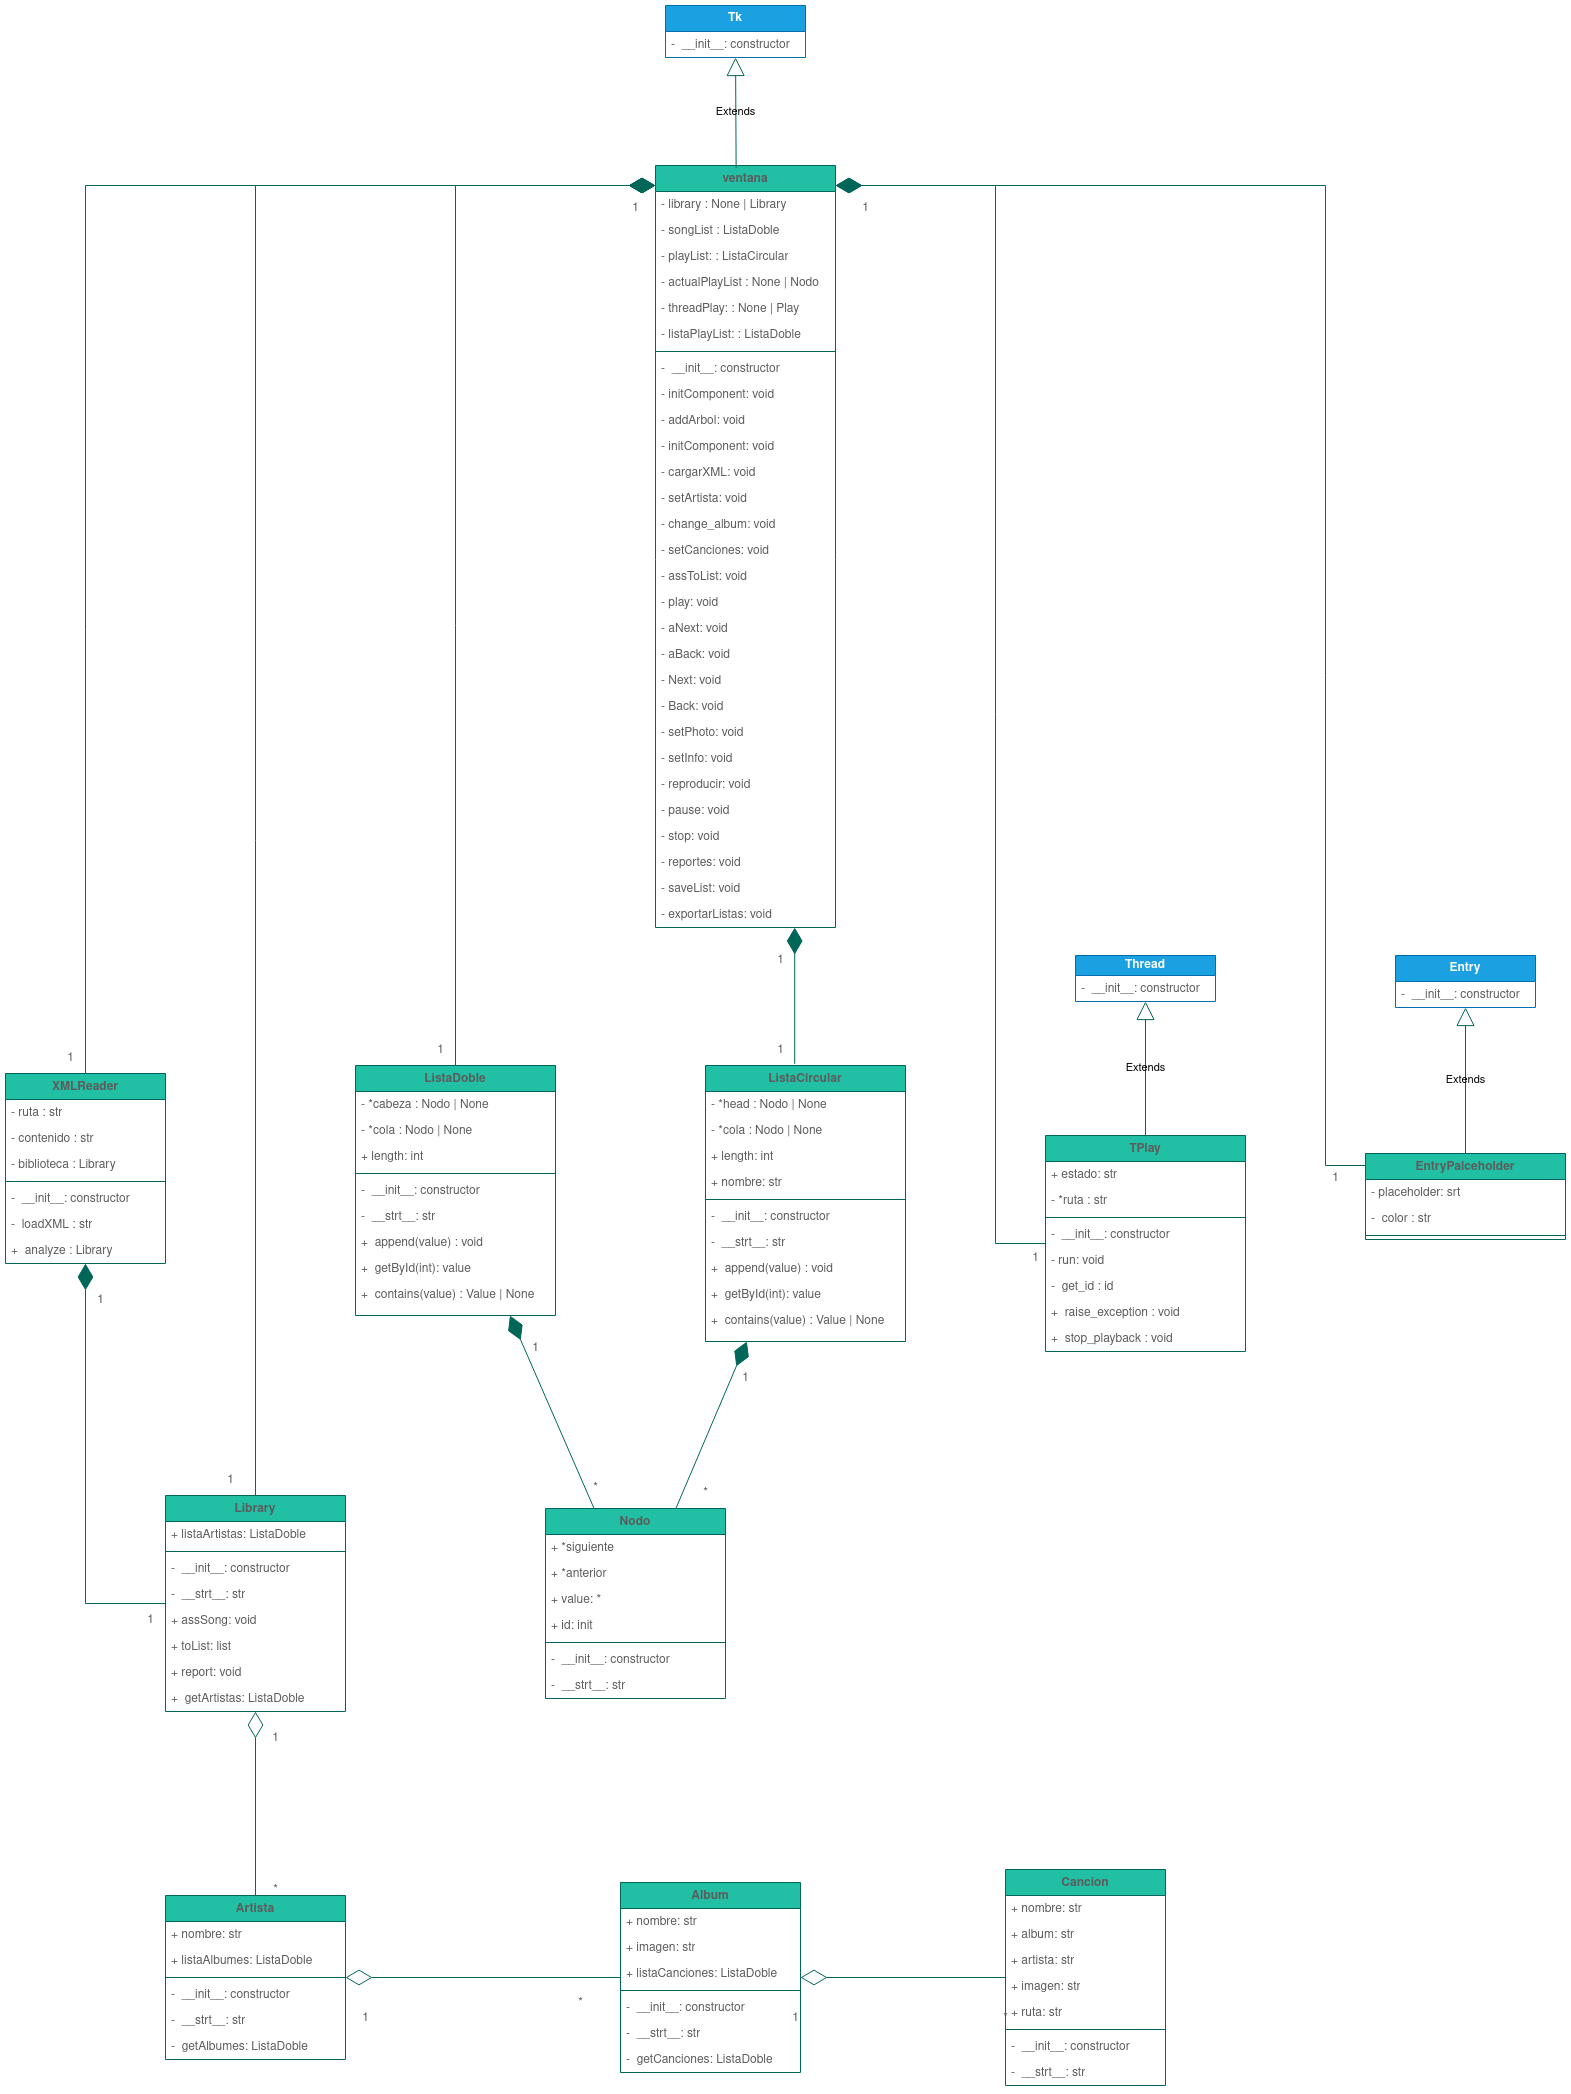 Tk
- __init__: constructor
Extends
ventana
- library : None | Library
- songList : ListaDoble
- playList: : ListaCircular
- actualPlayList : None | Nodo
- threadPlay: : None | Play
- listaPlayList: : ListaDoble
- __init__: constructor
- initComponent: void
- addArbol: void
- initComponent: void
- cargarXML: void
- setArtista: void
- change_album: void
- setCanciones: void
- assToList: void
- play: void
- aNext: void
- aBack: void
- Next: void
- Back: void
- setPhoto: void
- setInfo: void
- reproducir: void
- pause: void
- stop: void
- reportes: void
- saveList: void
- exportarListas: void
1
1
1
1
1
1
1
1
1
Thread
- __init__: constructor
Extends
Entry
- __init__: constructor
Extends
XMLReader
- ruta : str
- contenido : str
- biblioteca : Library
- __init__: constructor
- loadXML : str
+ analyze : Library
1
1
ListaDoble
- *cabeza : Nodo | None
- *cola : Nodo | None
+ length: int
- __init__: constructor
- __strt__: str
+ append(value) : void
+ getById(int): value
+ contains(value) : Value | None
1
*
ListaCircular
- *head : Nodo | None
- *cola : Nodo | None
+ length: int
+ nombre: str
- __init__: constructor
- __strt__: str
+ append(value) : void
+ getById(int): value
+ contains(value) : Value | None
1
*
TPlay
+ estado: str
- *ruta : str
- __init__: constructor
- run: void
- get_id : id
+ raise_exception : void
+ stop_playback : void
EntryPalceholder
- placeholder: srt
- color : str
Library
+ listaArtistas: ListaDoble
- __init__: constructor
- __strt__: str
+ assSong: void
+ toList: list
+ report: void
+ getArtistas: ListaDoble
1
*
Nodo
+ *siguiente
+ *anterior
+ value: *
+ id: init
- __init__: constructor
- __strt__: str
Artista
+ nombre: str
+ listaAlbumes: ListaDoble
- __init__: constructor
- __strt__: str
- getAlbumes: ListaDoble
1
*
Album
+ nombre: str
+ imagen: str
+ listaCanciones: ListaDoble
- __init__: constructor
- __strt__: str
- getCanciones: ListaDoble
1
*
Cancion
+ nombre: str
+ album: str
+ artista: str
+ imagen: str
+ ruta: str
- __init__: constructor
- __strt__: str